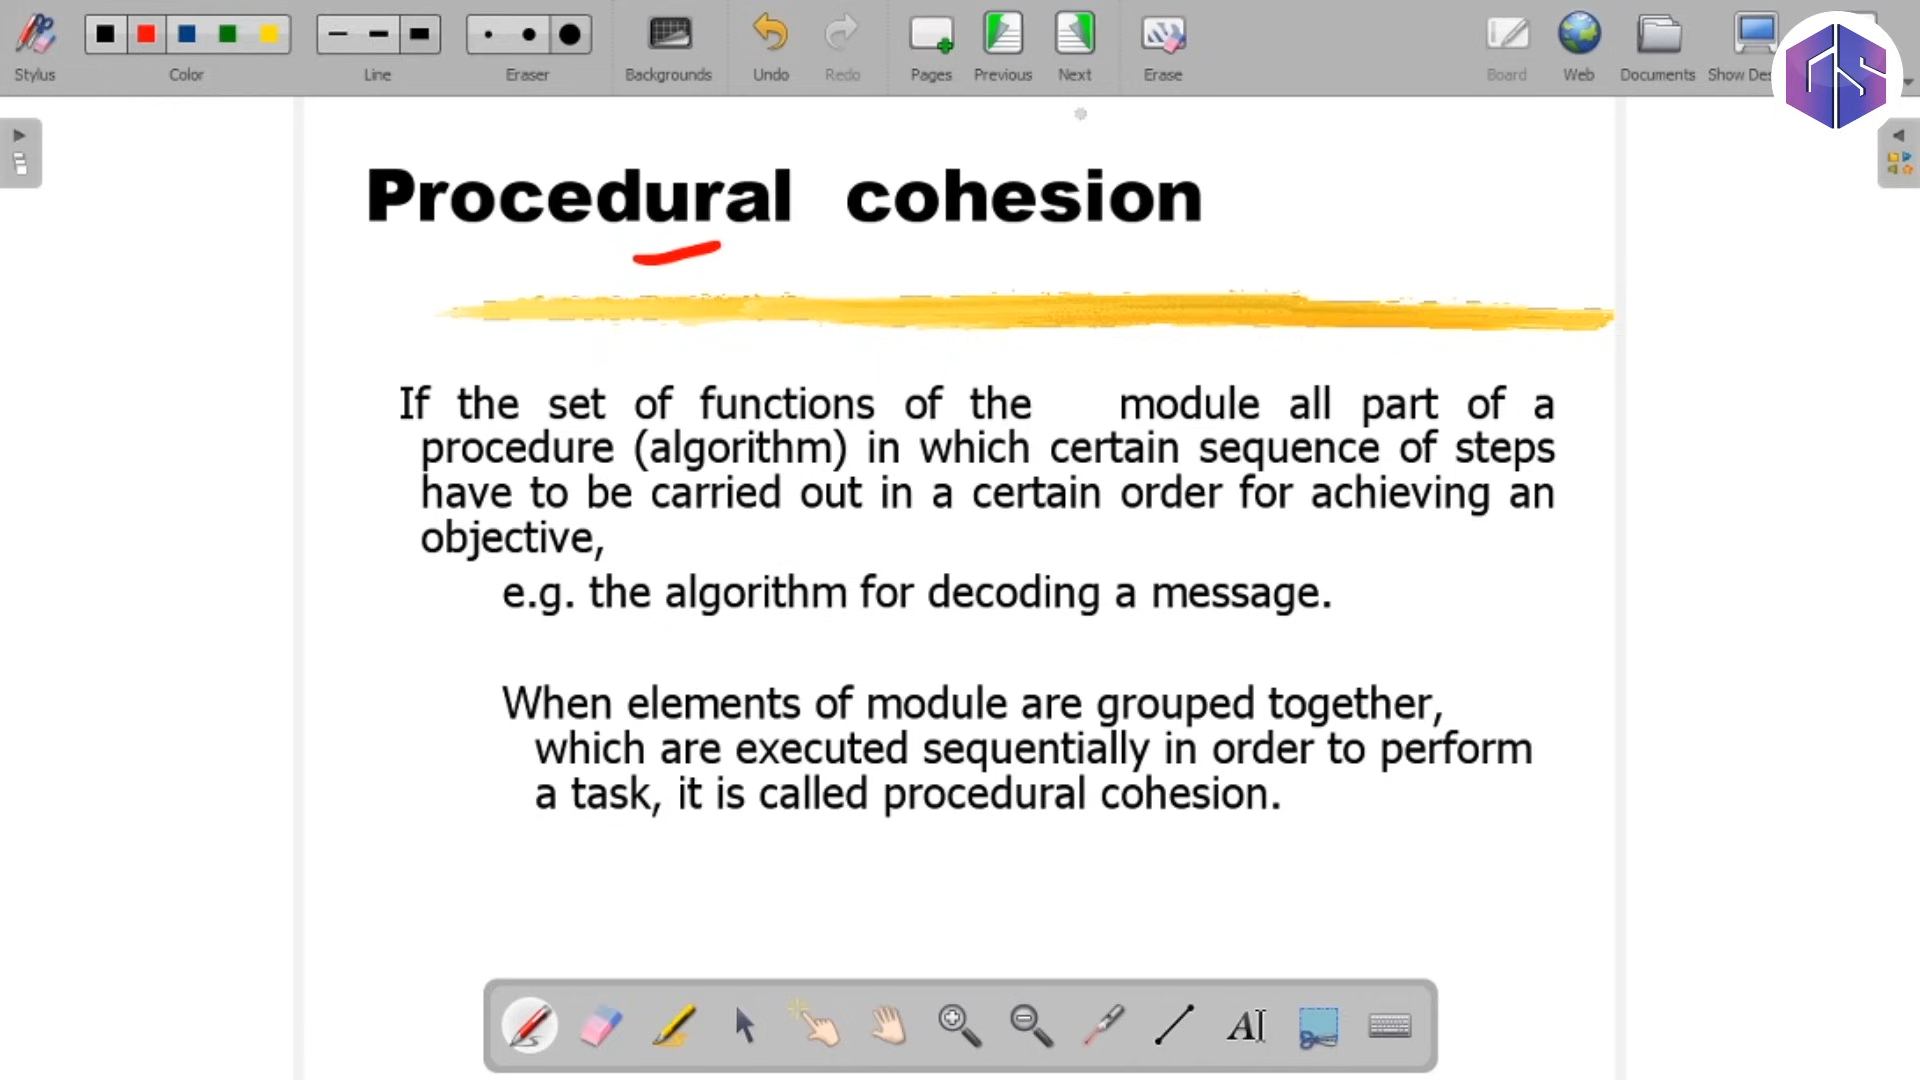 Stylus Color Line Eraser Backgrounds Undo Redo Pages Previous Next Erase Board Web Documents Show Des
Procedural cohesion
If the set of functions of the module all part of a
procedure (algorithm) in which certain sequence of steps
have to be carried out in a certain order for achieving an
objective,
e.g. the algorithm for decoding a message.
When elements of module are grouped together,
which are executed sequentially in order to perform
a task, it is called procedural cohesion.